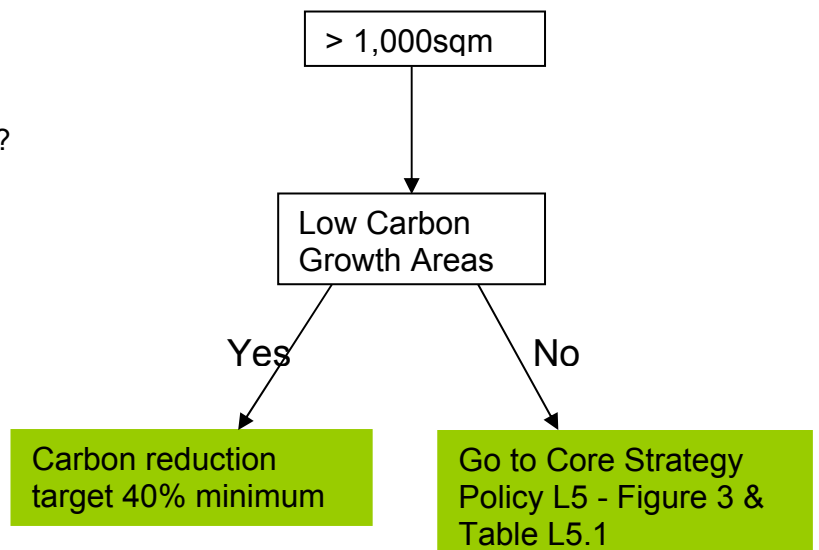 > 1,000sqm
?
Low Carbon
Growth Areas
Yes
No
Carbon reduction
target 40% minimum
Go to Core Strategy
Policy L5 - Figure 3 &
Table L5.1